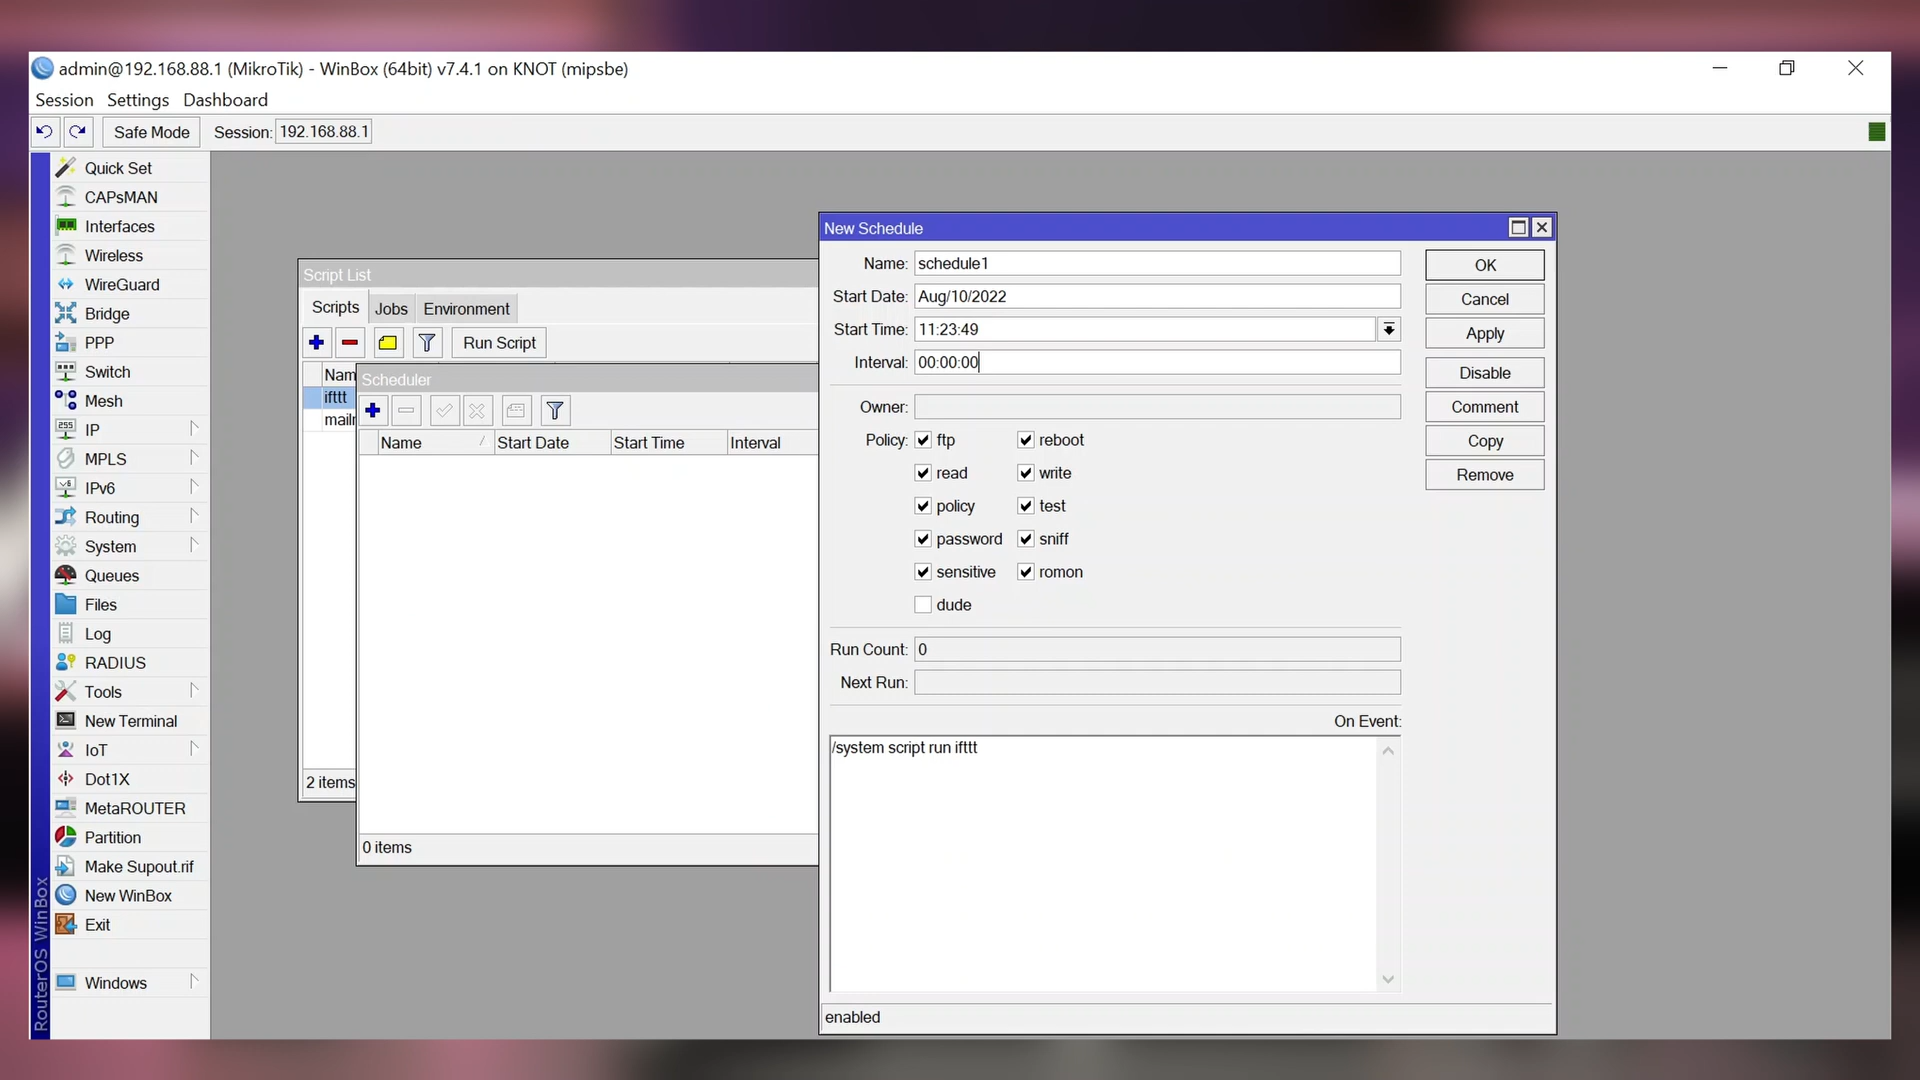 admin@192.168.88.1 (MikroTik) - WinBox (64bit) v7.4.1 on KNOT (mipsbe)
Session Settings Dashboard
Safe Mode Session: 192.168.88.1
Quick Set
CAPsMAN
Interfaces
Wireless
WireGuard
Bridge
PPP
Switch
Mesh
IP
MPLS
IPv6
Routing
System
Queues
Files
Log
RADIUS
Tools
New Terminal
IoT
Dot1X
MetaROUTER
Partition
Make Supout.rif
New WinBox
Exit
Windows
RouterOS WinBox
Script List
Scripts Jobs Environment
Run Script
Nam
ifttt
mailr
2 items
Scheduler
Name Start Date Start Time Interval
0 items
New Schedule
Name: schedule1
Start Date: Aug/10/2022
Start Time: 11:23:49
Interval: 00:00:00
Owner:
Policy: ftp reboot
read write
policy test
password sniff
sensitive romon
dude
Run Count: 0
Next Run:
On Event:
/system script run ifttt
enabled
OK
Cancel
Apply
Disable
Comment
Copy
Remove